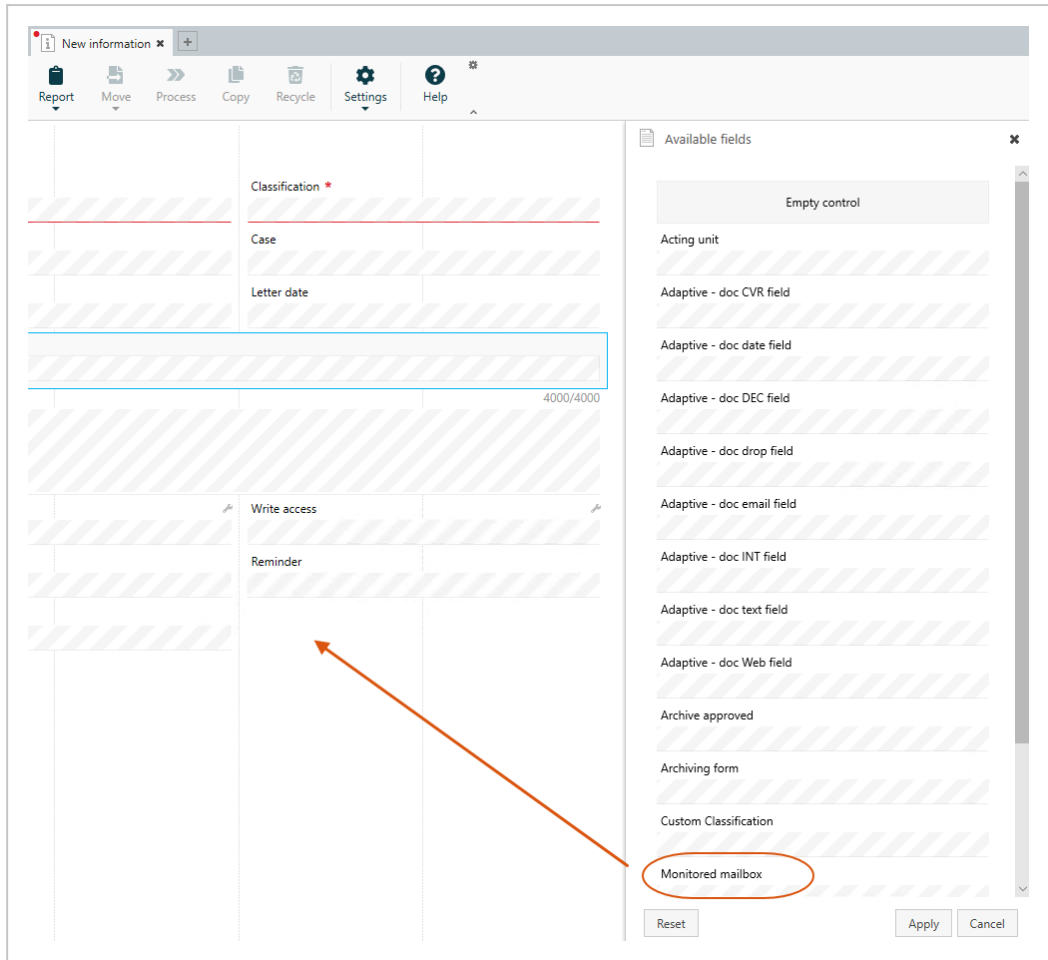 New information
Report
Move
Process
Copy
Recycle
Settings
Help
Classification *
Case
Letter date
4000/4000
Write access
Reminder
Available fields
Empty control
Acting unit
Adaptive - doc CVR field
Adaptive - doc date field
Adaptive - doc DEC field
Adaptive - doc drop field
Adaptive - doc email field
Adaptive - doc INT field
Adaptive - doc text field
Adaptive - doc Web field
Archive approved
Archiving form
Custom Classification
Monitored mailbox
Reset
Apply
Cancel